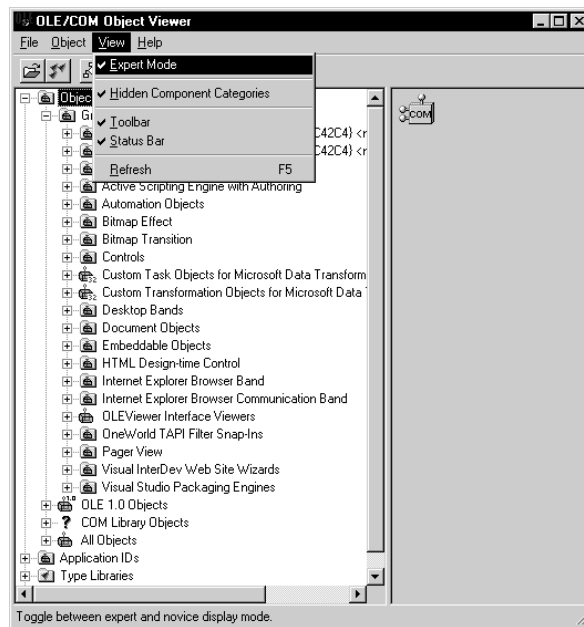 OLE/COM Object Viewer
File Object View Help
Expert Mode
Hidden Component Categories
Toolbar
Status Bar
Refresh F5
Objec
G
C42C4} <r
C42C4} <r
Active Scripting Engine with Authoring
Automation Objects
Bitmap Effect
Bitmap Transition
Controls
Custom Task Objects for Microsoft Data Transform
Custom Transformation Objects for Microsoft Data
Desktop Bands
Document Objects
Embeddable Objects
HTML Design-time Control
Internet Explorer Browser Band
Internet Explorer Browser Communication Band
OLEViewer Interface Viewers
OneWorld TAPI Filter Snap-Ins
Pager View
Visual InterDev Web Site Wizards
Visual Studio Packaging Engines
OLE 1.0 Objects
? COM Library Objects
All Objects
Application IDs
Type Libraries
COM
Toggle between expert and novice display mode.